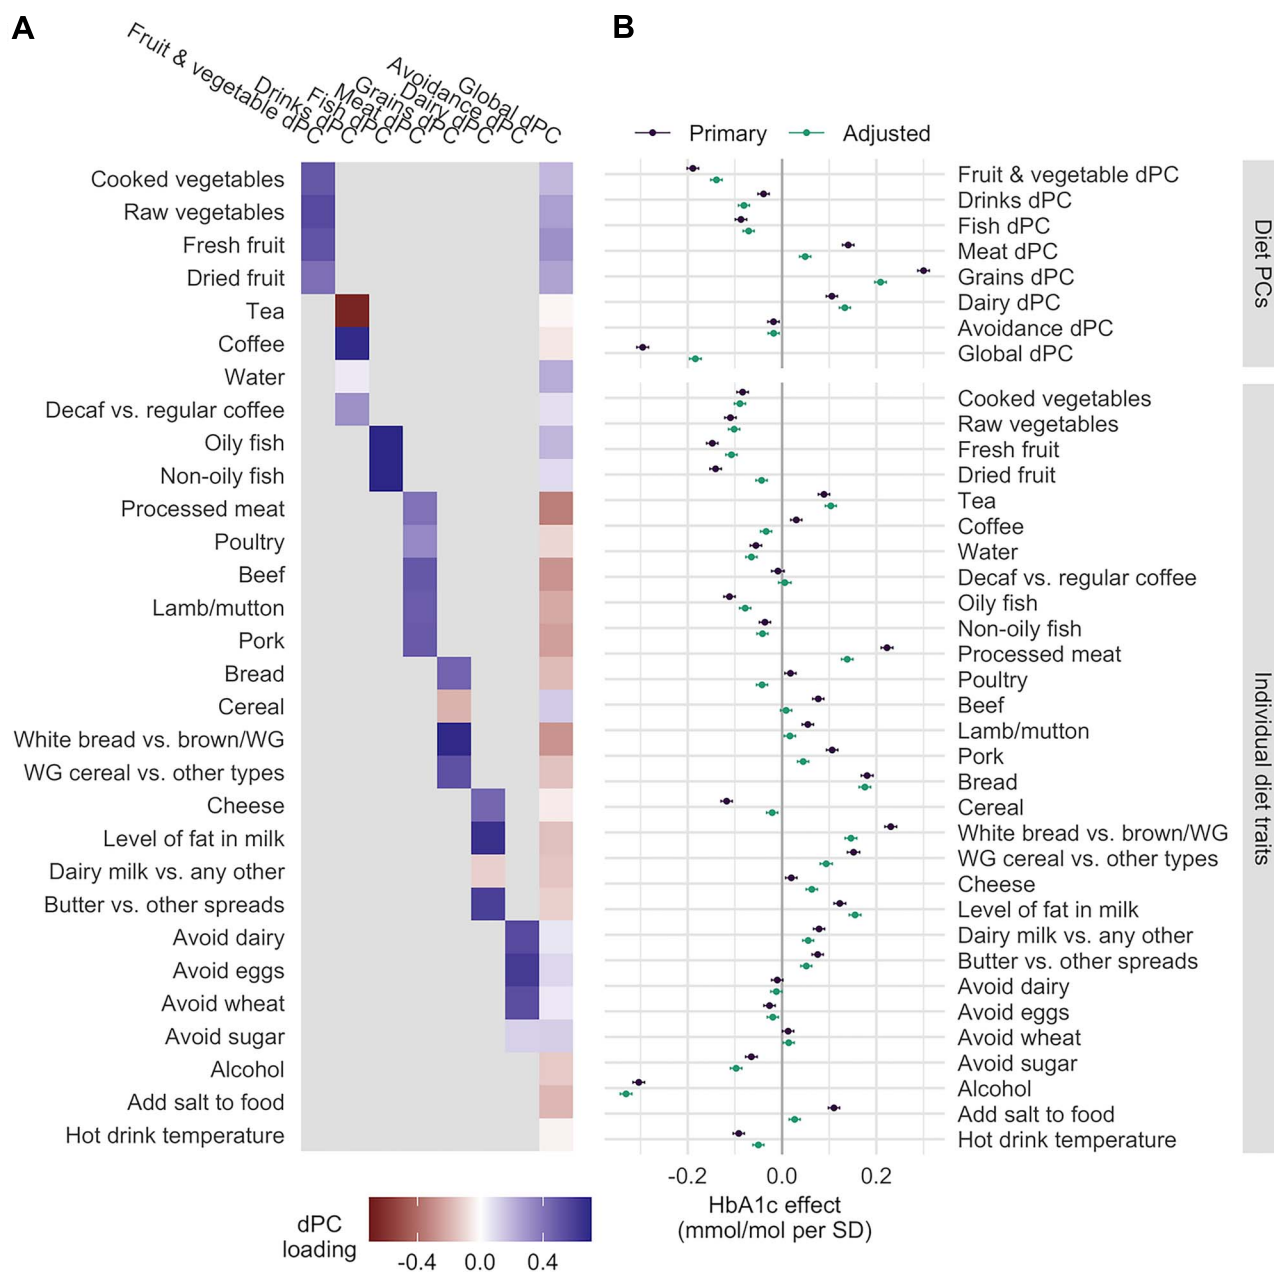 A
B
Fruit & vegetable dPC
Drinks dPC
Fish dPC
Meat dPC
Grains dPC
Dairy dPC
Avoidance dPC
Global dPC
Cooked vegetables
Raw vegetables
Fresh fruit
Dried fruit
Tea
Coffee
Water
Decaf vs. regular coffee
Oily fish
Non-oily fish
Processed meat
Poultry
Beef
Lamb/mutton
Pork
Bread
Cereal
White bread vs. brown/WG
WG cereal vs. other types
Cheese
Level of fat in milk
Dairy milk vs. any other
Butter vs. other spreads
Avoid dairy
Avoid eggs
Avoid wheat
Avoid sugar
Alcohol
Add salt to food
Hot drink temperature
dPC
loading
-0.4 0.0 0.4
Primary Adjusted
Fruit & vegetable dPC
Drinks dPC
Fish dPC
Meat dPC
Grains dPC
Dairy dPC
Avoidance dPC
Global dPC
Diet PCs
Cooked vegetables
Raw vegetables
Fresh fruit
Dried fruit
Tea
Coffee
Water
Decaf vs. regular coffee
Oily fish
Non-oily fish
Processed meat
Poultry
Beef
Lamb/mutton
Pork
Bread
Cereal
White bread vs. brown/WG
WG cereal vs. other types
Cheese
Level of fat in milk
Dairy milk vs. any other
Butter vs. other spreads
Avoid dairy
Avoid eggs
Avoid wheat
Avoid sugar
Alcohol
Add salt to food
Hot drink temperature
Individual diet traits
-0.2 0.0 0.2
HbA1c effect
(mmol/mol per SD)